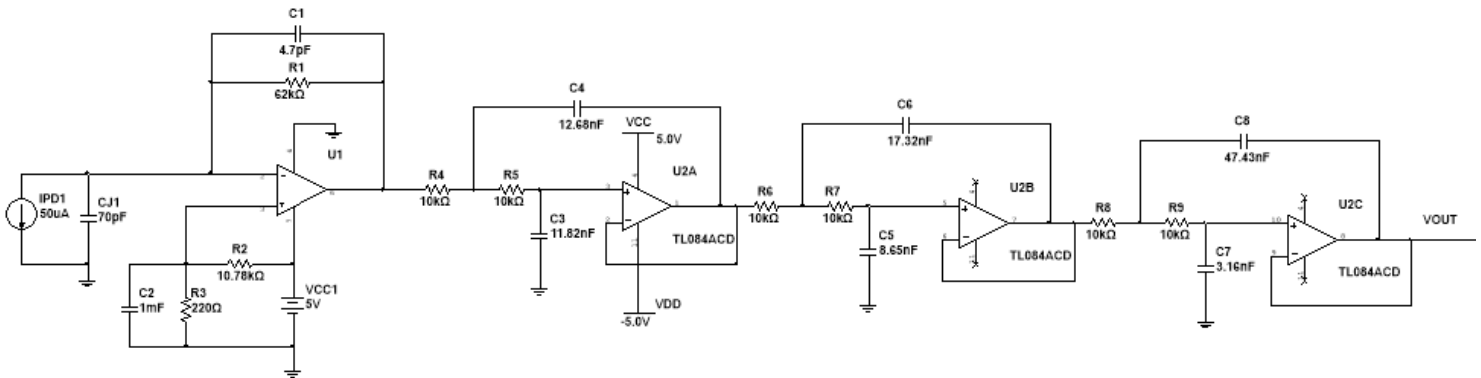 C1
4.7pF
R1
62kΩ
U1
IPD1
50uA
CJ1
70pF
R2
10.78kΩ
C2
1mF
R3
220Ω
VCC1
5V
R4
10kΩ
R5
10kΩ
C4
12.68nF
C3
11.82nF
VCC
5.0V
U2A
TL084ACD
VDD
-5.0V
R6
10kΩ
R7
10kΩ
C6
17.32nF
C5
8.65nF
U2B
TL084ACD
R8
10kΩ
R9
10kΩ
C8
47.43nF
C7
3.16nF
U2C
TL084ACD
VOUT